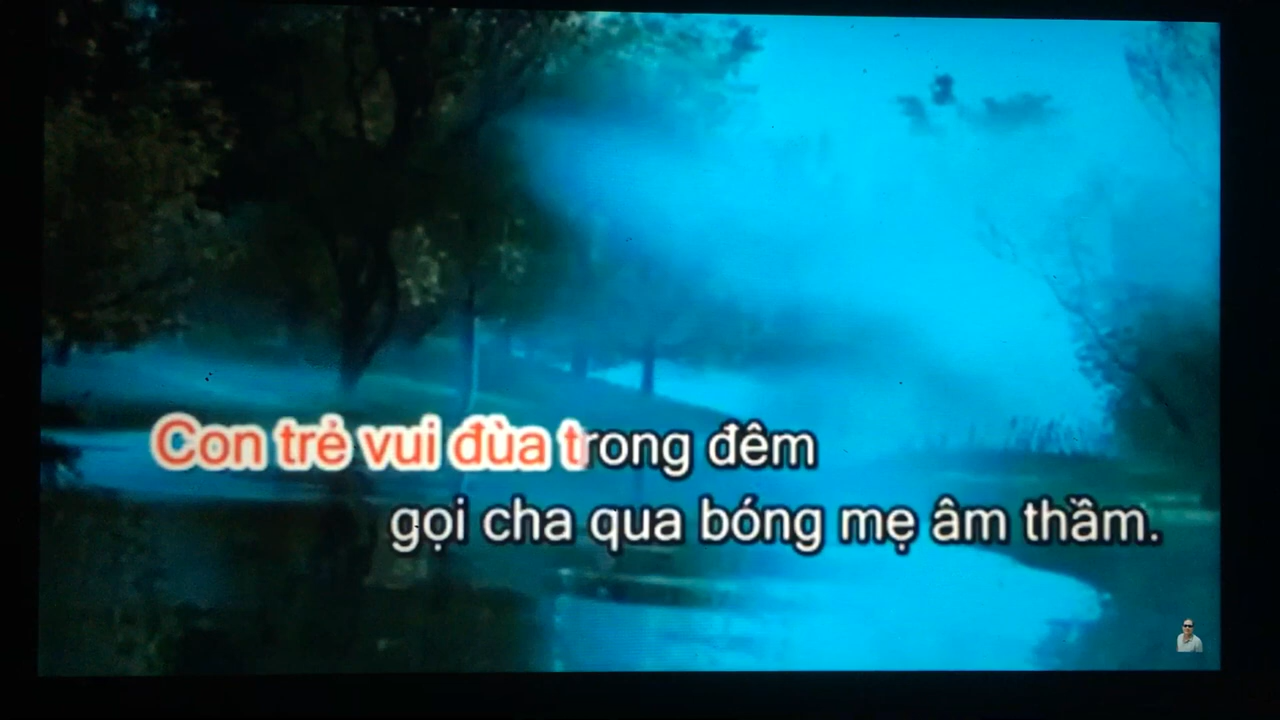 Con trẻ vui đùa trong đêm
gọi cha qua bóng mẹ âm thầm.